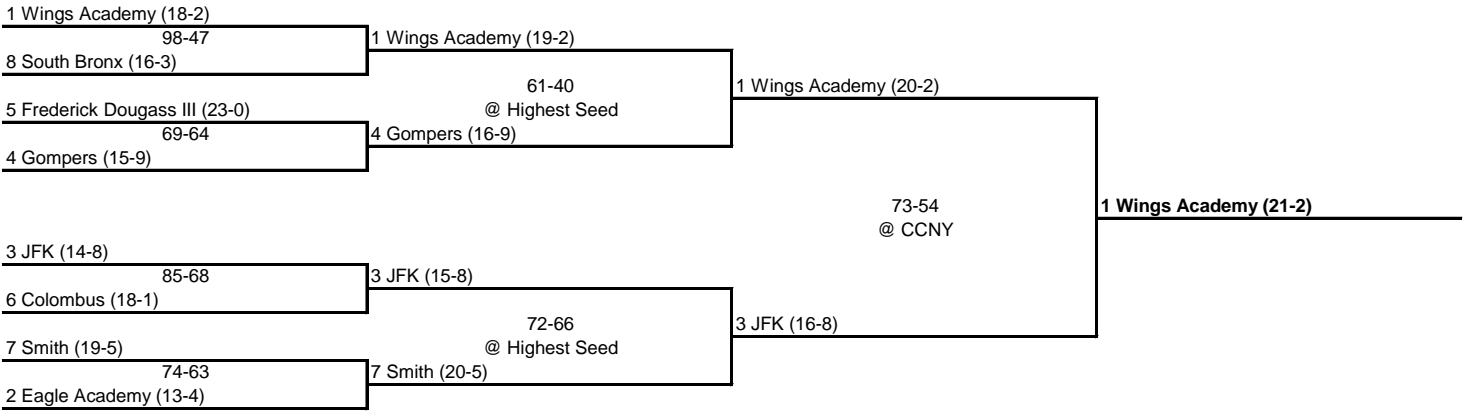 1 Wings Academy (18-2)
98-47
8 South Bronx (16-3)
1 Wings Academy (19-2)
5 Frederick Dougass III (23-0)
69-64
4 Gompers (15-9)
61-40
@ Highest Seed
4 Gompers (16-9)
1 Wings Academy (20-2)
3 JFK (14-8)
85-68
6 Colombus (18-1)
3 JFK (15-8)
7 Smith (19-5)
74-63
2 Eagle Academy (13-4)
72-66
@ Highest Seed
7 Smith (20-5)
3 JFK (16-8)
73-54
@ CCNY
1 Wings Academy (21-2)